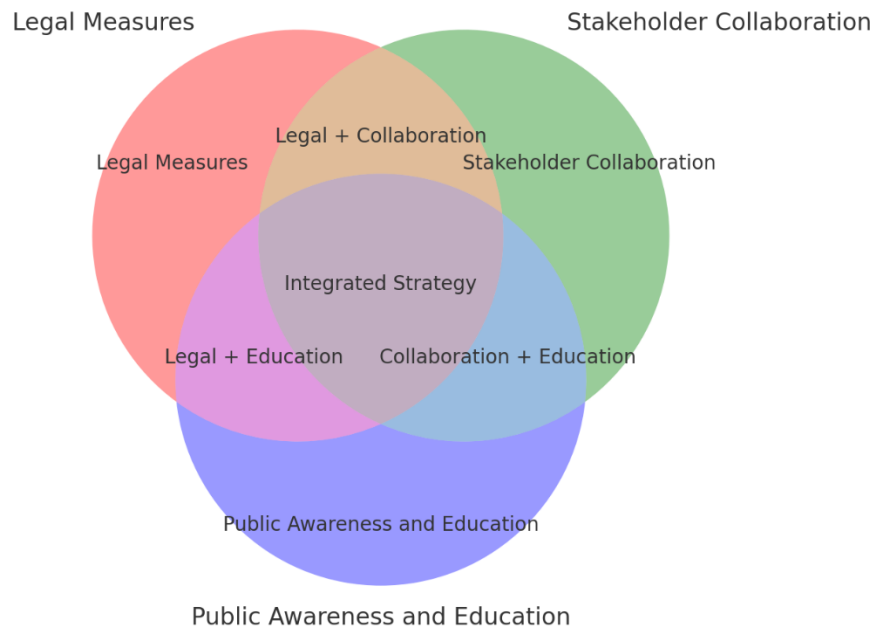 Legal Measures
Stakeholder Collaboration
Legal + Collaboration
Legal Measures
Stakeholder Collaboration
Integrated Strategy
Legal + Education
Collaboration + Education
Public Awareness and Education
Public Awareness and Education